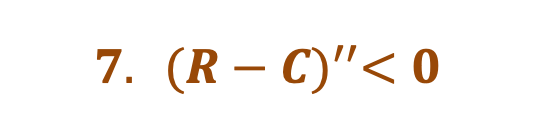 7. (R − C)″< 0